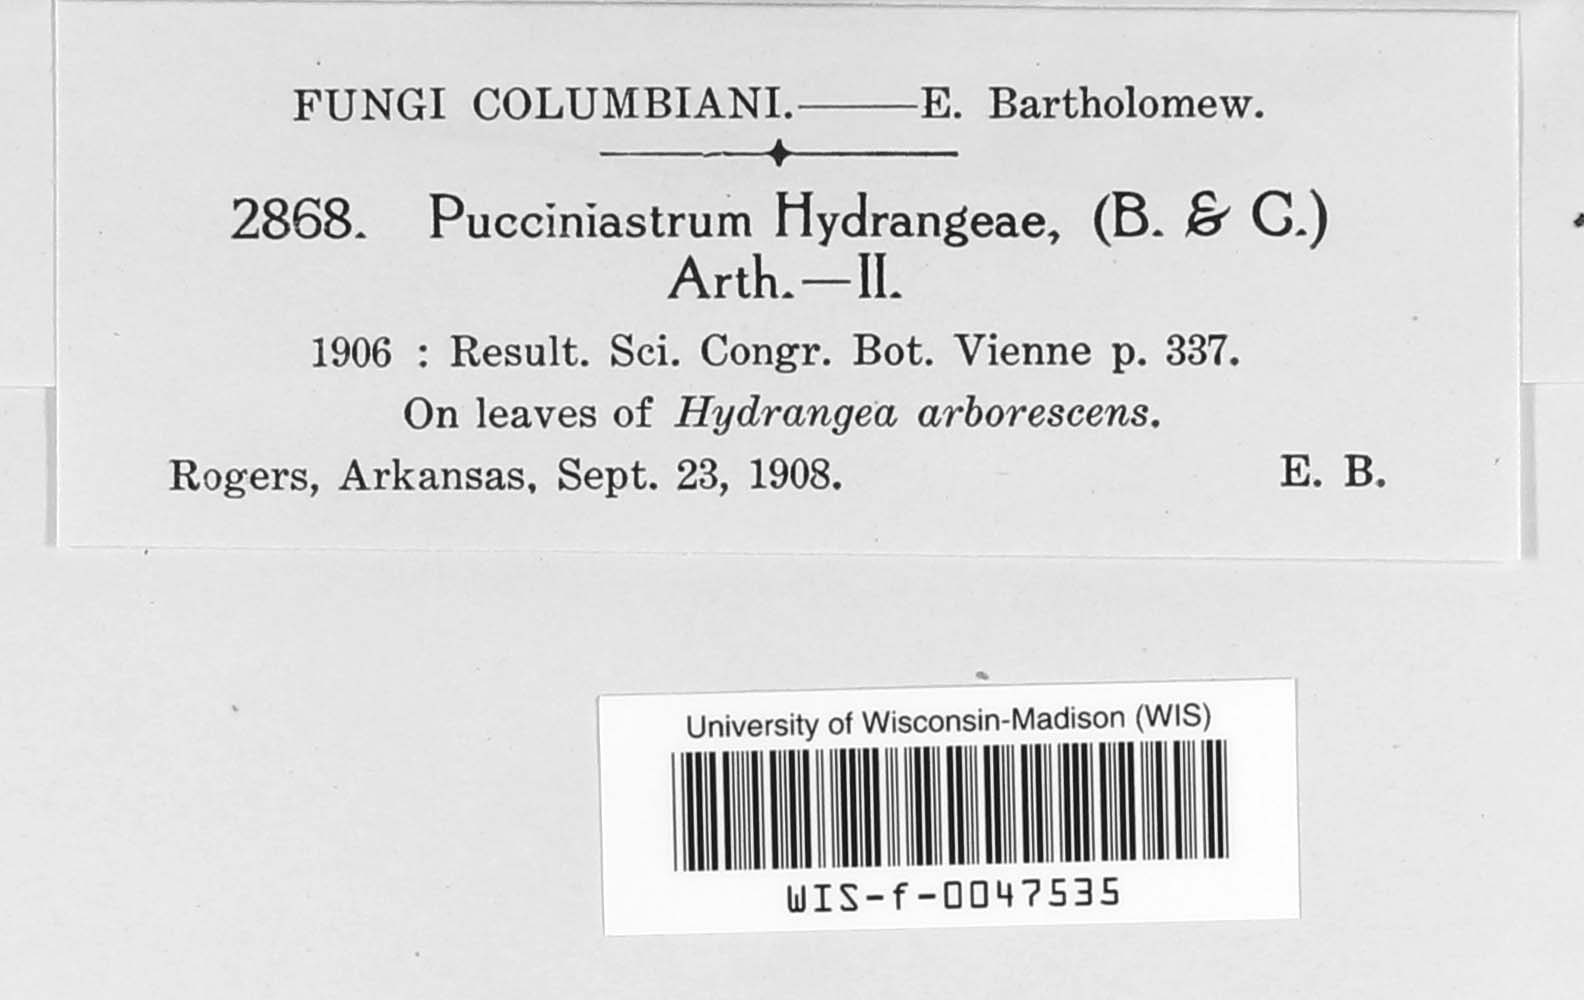 FUNGI COLUMBIANI.——E. Bartholomew.
2868. Pucciniastrum Hydrangeae, (B. & C.)
Arth.—II.
1906 : Result. Sci. Congr. Bot. Vienne p. 337.
On leaves of Hydrangea arborescens.
Rogers, Arkansas, Sept. 23, 1908. E. B.
University of Wisconsin-Madison (WIS)
WIS-f-0047535